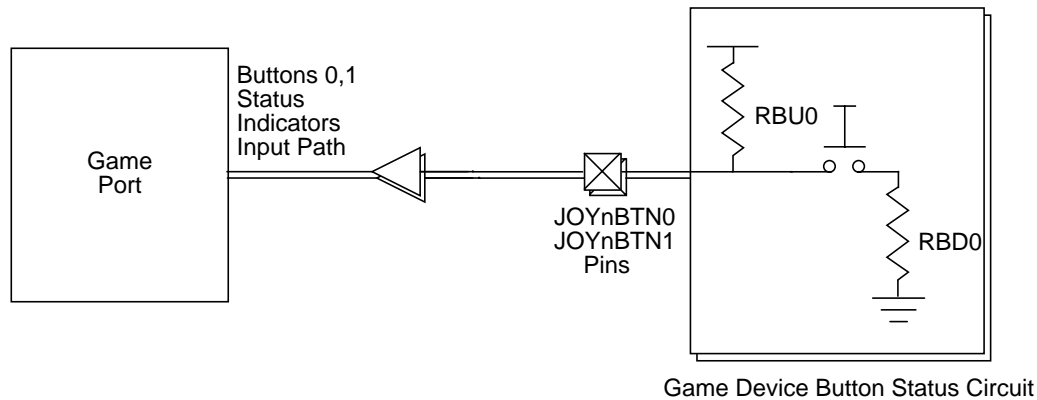 Game
Port
Buttons 0,1
Status
Indicators
Input Path
JOYnBTN0
JOYnBTN1
Pins
RBU0
RBD0
Game Device Button Status Circuit